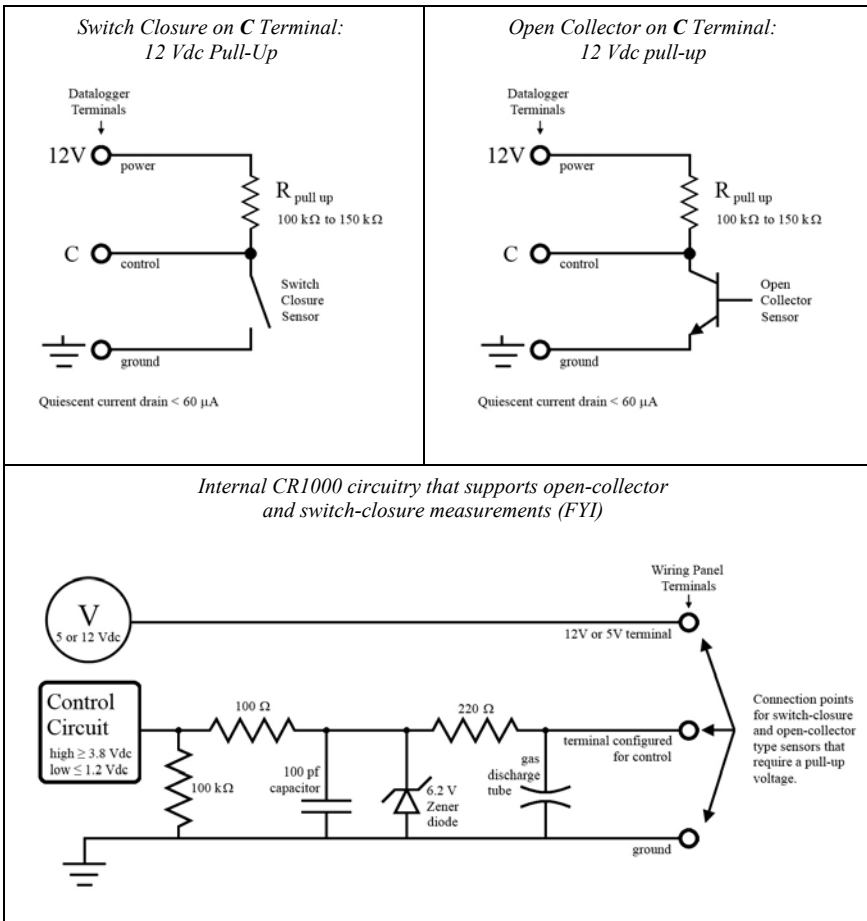 Switch Closure on C Terminal:
12 Vdc Pull-Up
Datalogger
Terminals
12V
power
R pull up
100 kΩ to 150 kΩ
C
control
Switch
Closure
Sensor
ground
Quiescent current drain < 60 μA
Open Collector on C Terminal:
12 Vdc pull-up
Datalogger
Terminals
12V
power
R pull up
100 kΩ to 150 kΩ
C
control
Open
Collector
Sensor
ground
Quiescent current drain < 60 μA
Internal CR1000 circuitry that supports open-collector
and switch-closure measurements (FYI)
Wiring Panel
Terminals
V
5 or 12 Vdc
12V or 5V terminal
Control
Circuit
high ≥ 3.8 Vdc
low ≤ 1.2 Vdc
100 Ω
220 Ω
terminal configured
for control
100 kΩ
100 pf
capacitor
6.2 V
Zener
diode
gas
discharge
tube
ground
Connection points
for switch-closure
and open-collector
type sensors that
require a pull-up
voltage.